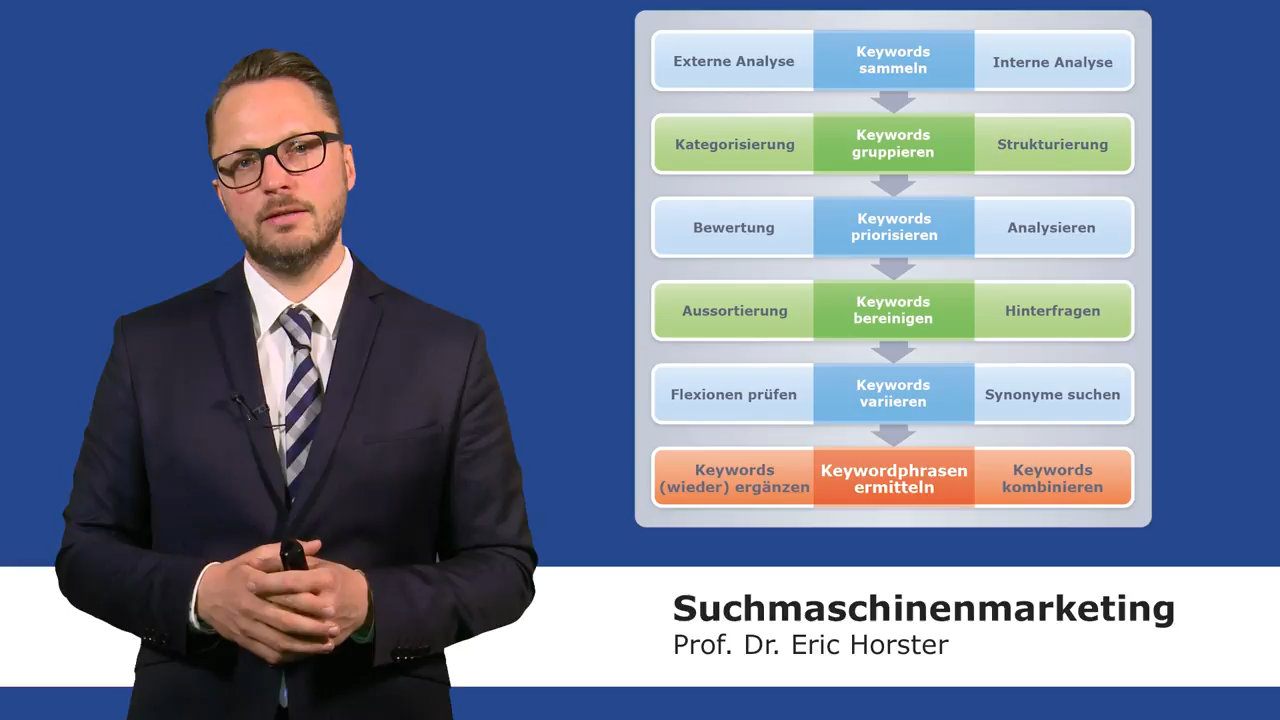 Externe Analyse
Keywords
sammeln
Interne Analyse
Kategorisierung
Keywords
gruppieren
Strukturierung
Bewertung
Keywords
priorisieren
Analysieren
Aussortierung
Keywords
bereinigen
Hinterfragen
Flexionen prüfen
Keywords
variieren
Synonyme suchen
Keywords
(wieder) ergänzen
Keywordphrasen
ermitteln
Keywords
kombinieren
Suchmaschinenmarketing
Prof. Dr. Eric Horster